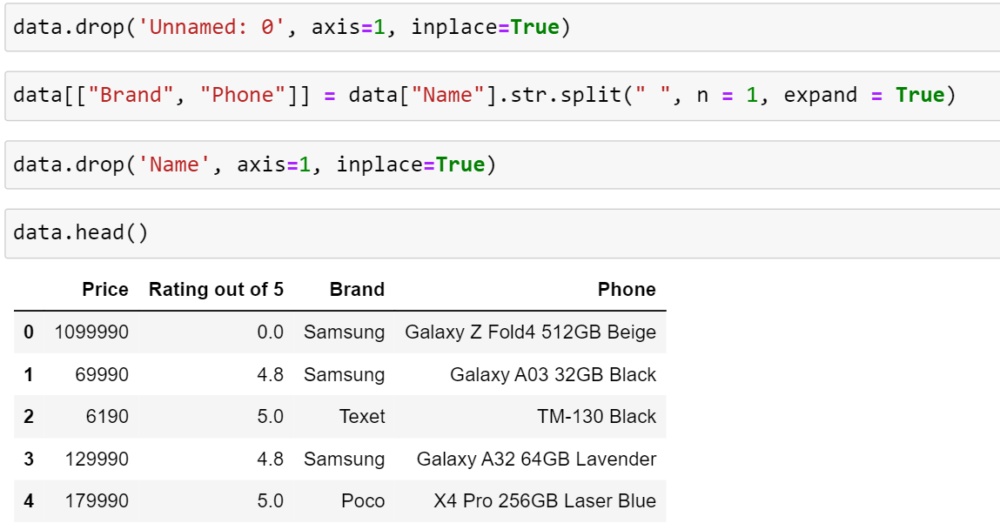 data.drop('Unnamed: 0', axis=1, inplace=True)
data[["Brand", "Phone"]] = data["Name"].str.split(" ", n = 1, expand = True)
data.drop('Name', axis=1, inplace=True)
data.head()
Price Rating out of 5 Brand Phone
0 1099990 0.0 Samsung Galaxy Z Fold4 512GB Beige
1 69990 4.8 Samsung Galaxy A03 32GB Black
2 6190 5.0 Texet TM-130 Black
3 129990 4.8 Samsung Galaxy A32 64GB Lavender
4 179990 5.0 Poco X4 Pro 256GB Laser Blue